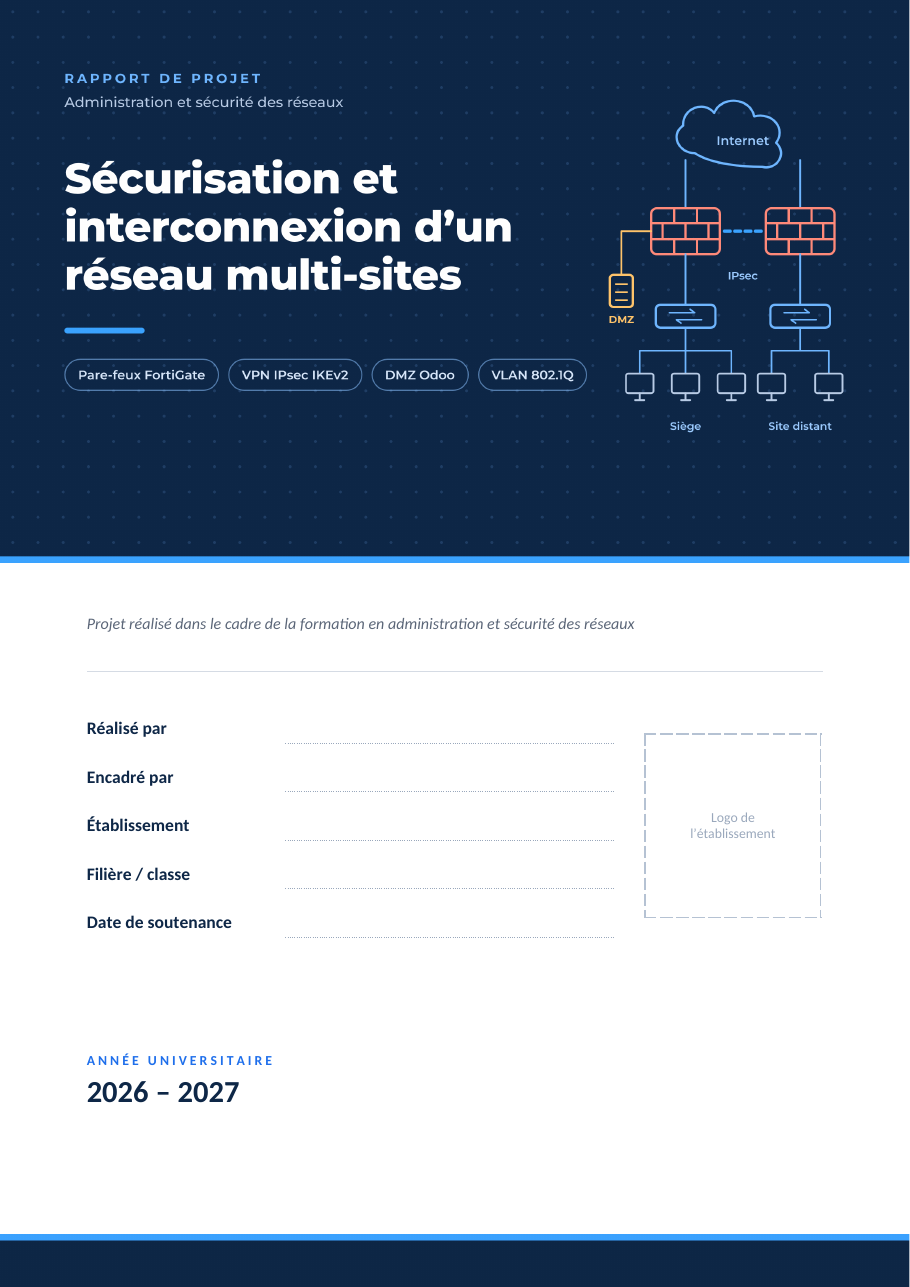 RAPPORT DE PROJET
Administration et sécurité des réseaux
Sécurisation et
interconnexion d’un
réseau multi-sites
Pare-feux FortiGate
VPN IPsec IKEv2
DMZ Odoo
VLAN 802.1Q
Internet
IPsec
DMZ
Siège
Site distant
Projet réalisé dans le cadre de la formation en administration et sécurité des réseaux
Réalisé par
Encadré par
Établissement
Filière / classe
Date de soutenance
Logo de
l’établissement
ANNÉE UNIVERSITAIRE
2026 – 2027